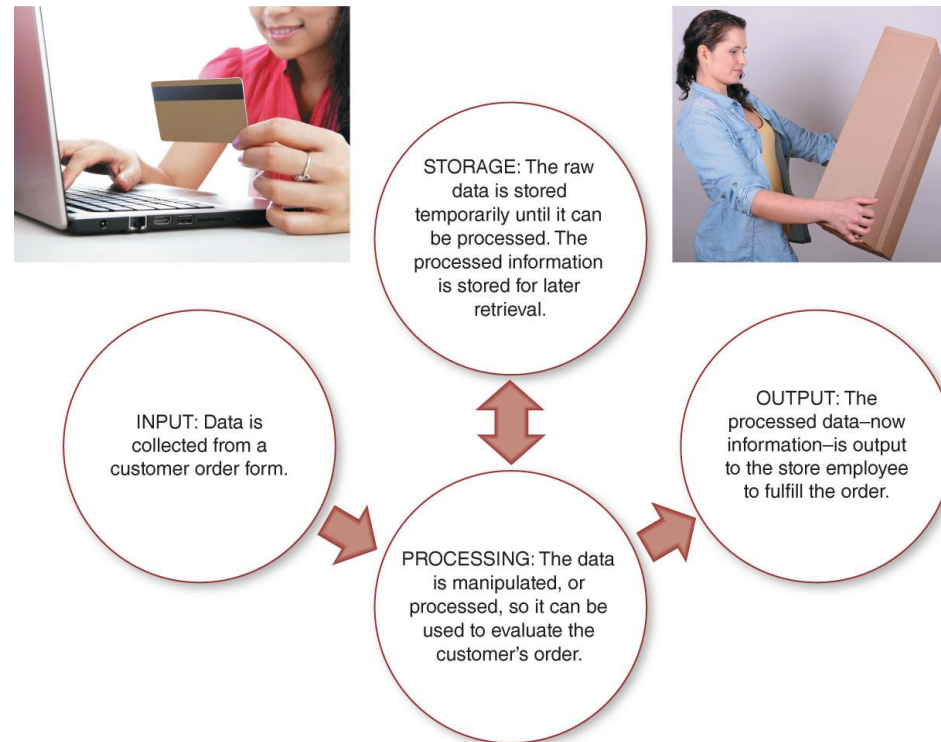 STORAGE: The raw
data is stored
temporarily until it can
be processed. The
processed information
is stored for later
retrieval.
INPUT: Data is
collected from a
customer order form.
OUTPUT: The
processed data–now
information–is output
to the store employee
to fulfill the order.
PROCESSING: The data
is manipulated, or
processed, so it can be
used to evaluate the
customer’s order.